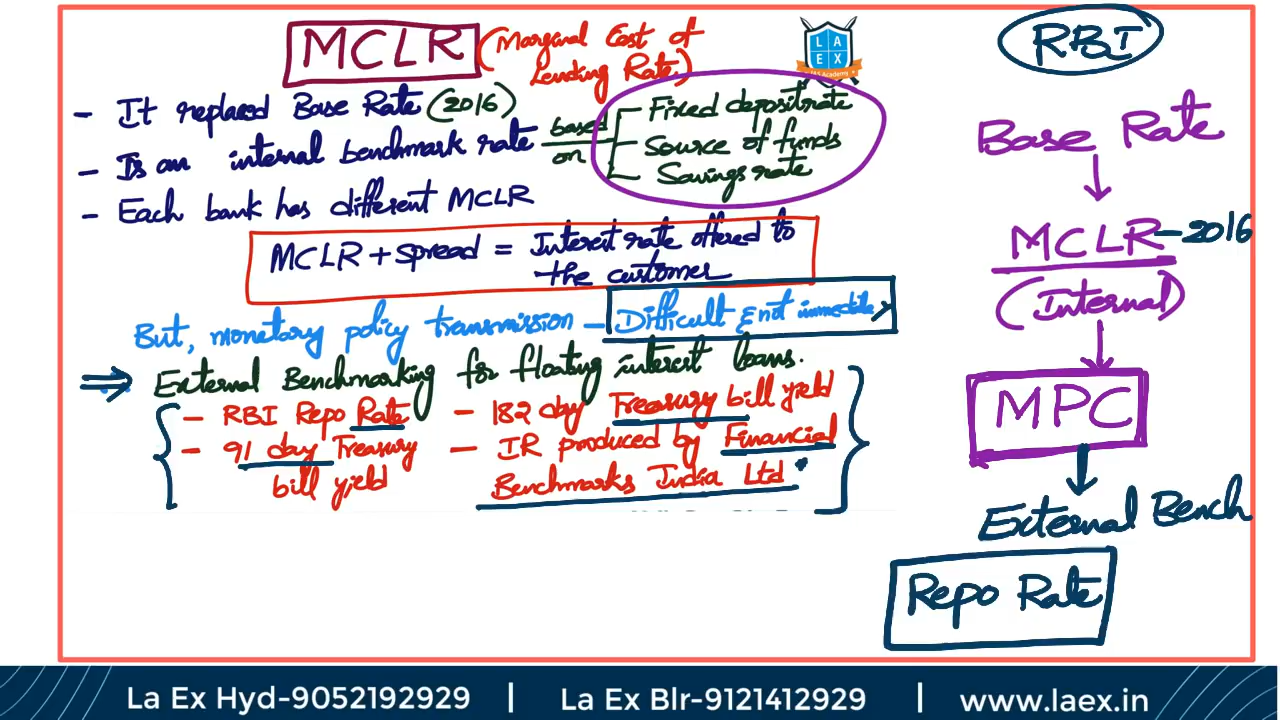 MCLR (Marginal Cost of
Lending Rate)
LA
EX
IAS Academy
- It replaced Base Rate (2016)
- Is an internal benchmark rate based on
Fixed deposit rate
Source of funds
Savings rate
- Each bank has different MCLR
MCLR + spread = Interest rate offered to
the customer
But, monetary policy transmission - Difficult & not immediate
⇒ External Benchmarking for floating interest loans.
- RBI Repo Rate
- 91 day Treasury
bill yield
- 182 day Treasury bill yield
- IR produced by Financial
Benchmarks India Ltd.
RBI
Base Rate
MCLR - 2016
(Internal)
MPC
External Bench
Repo Rate
La Ex Hyd-9052192929 | La Ex Blr-9121412929 | www.laex.in